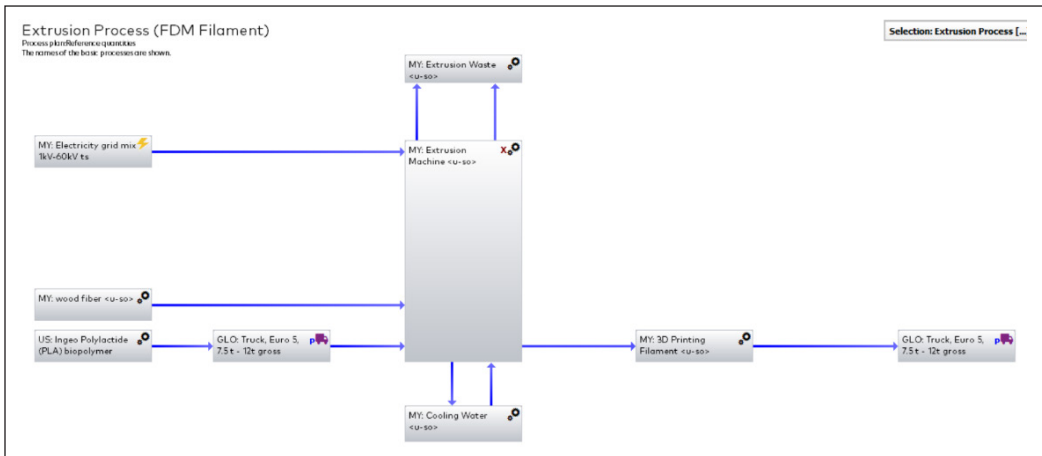 Extrusion Process (FDM Filament)
Process plan:Reference quantities
The names of the basic processes are shown.
Selection: Extrusion Process [...
MY: Extrusion Waste
<u-so>
MY: Electricity grid mix
1kV-60kV ts
MY: Extrusion
Machine <u-so>
X
MY: wood fiber <u-so>
US: Ingeo Polylactide
(PLA) biopolymer
GLO: Truck, Euro 5,
7.5 t - 12t gross
p
MY: 3D Printing
Filament <u-so>
GLO: Truck, Euro 5,
7.5 t - 12t gross
p
MY: Cooling Water
<u-so>